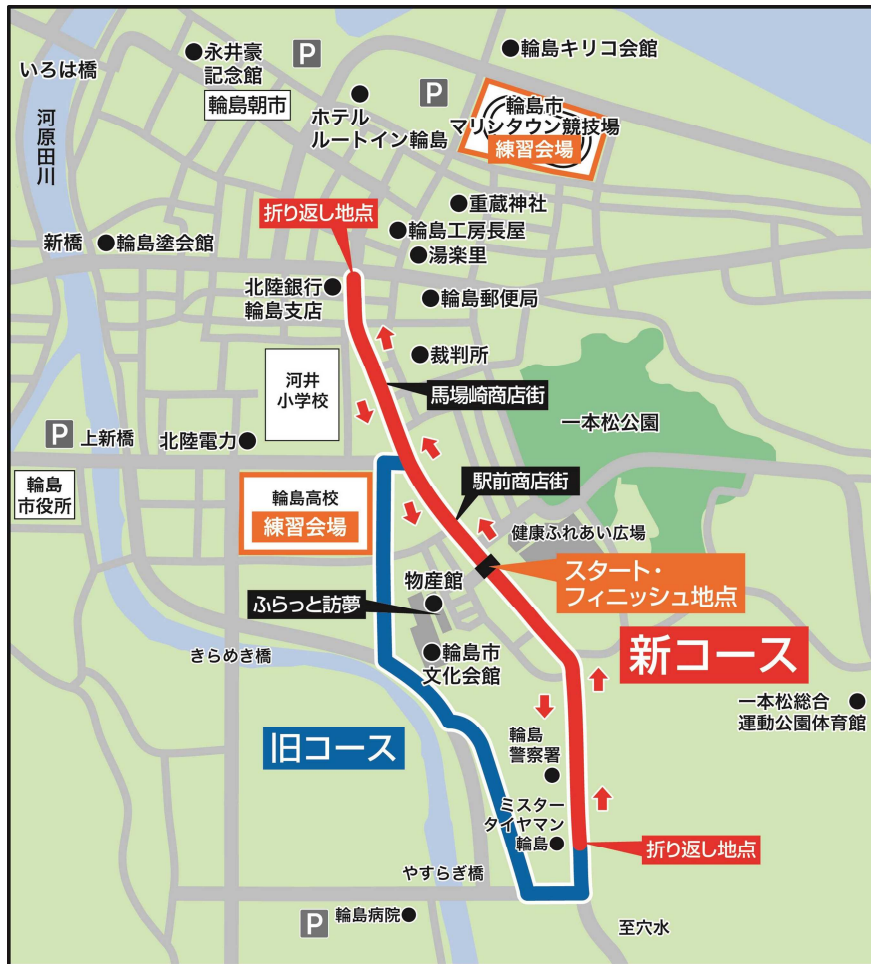 いろは橋
永井豪
記念館
P
輪島キリコ会館
輪島朝市
P
ホテル
ルートイン輪島
輪島市
マリンタウン競技場
練習会場
河原田川
折り返し地点
重蔵神社
輪島工房長屋
湯楽里
新橋
輪島塗会館
北陸銀行
輪島支店
輪島郵便局
裁判所
河井
小学校
馬場崎商店街
一本松公園
P
上新橋
北陸電力
輪島
市役所
駅前商店街
輪島高校
練習会場
健康ふれあい広場
スタート・
フィニッシュ地点
物産館
ふらっと訪夢
きらめき橋
輪島市
文化会館
新コース
一本松総合
運動公園体育館
旧コース
輪島
警察署
ミスター
タイヤマン
輪島
折り返し地点
やすらぎ橋
P
輪島病院
至穴水